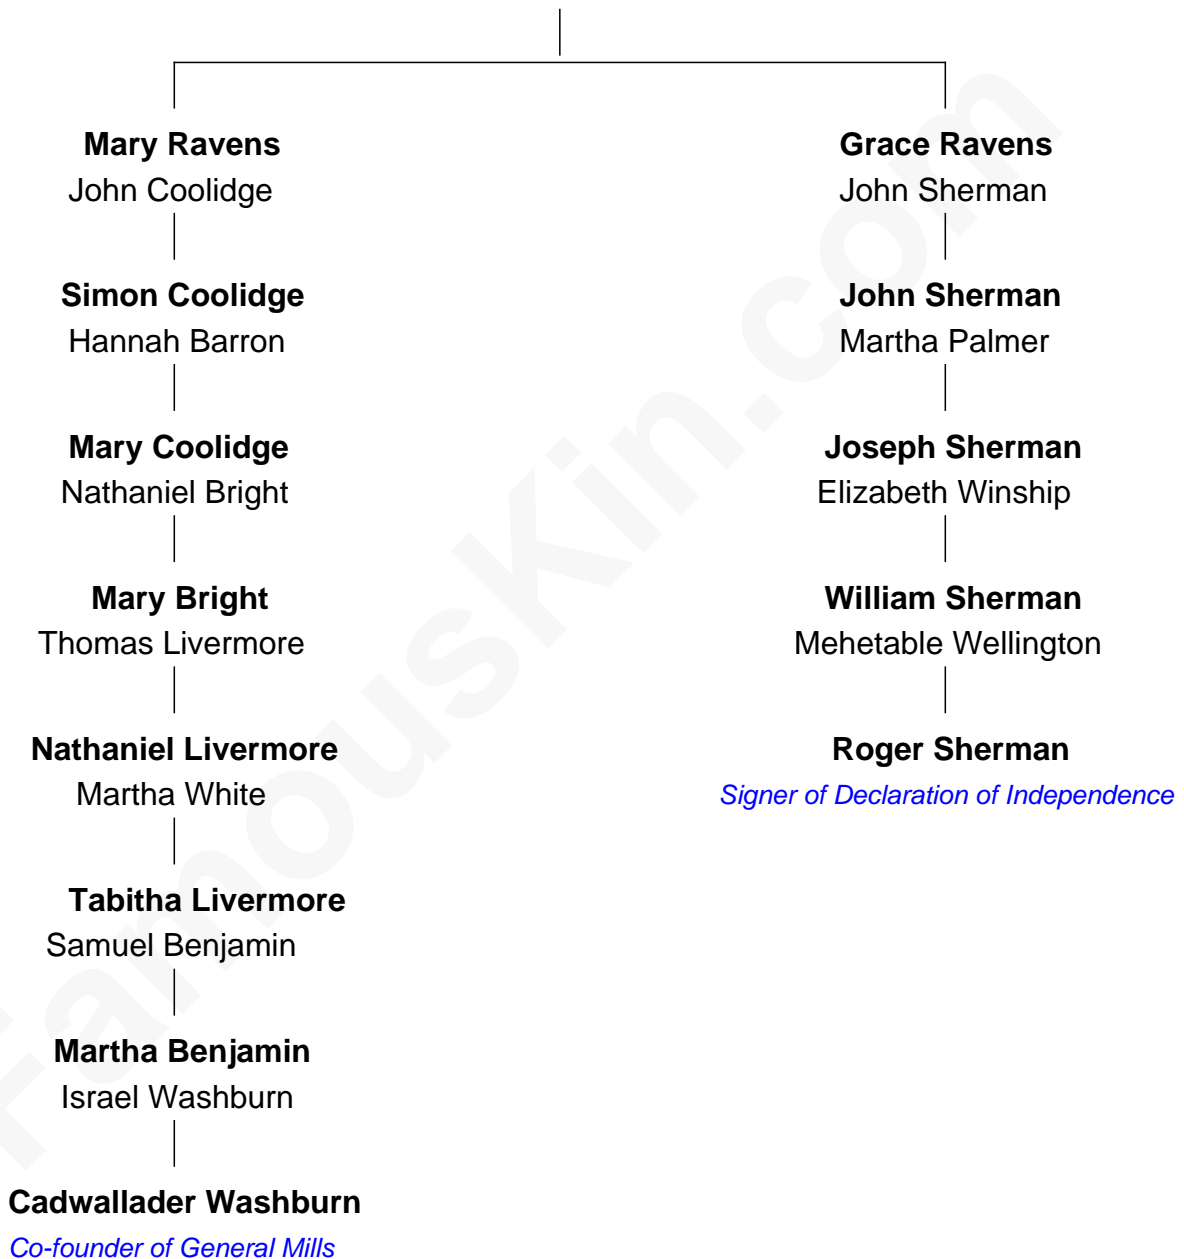 Mary Ravens
John Coolidge
Simon Coolidge
Hannah Barron
Mary Coolidge
Nathaniel Bright
Mary Bright
Thomas Livermore
Nathaniel Livermore
Martha White
Tabitha Livermore
Samuel Benjamin
Martha Benjamin
Israel Washburn
Cadwallader Washburn
Co-founder of General Mills
Grace Ravens
John Sherman
John Sherman
Martha Palmer
Joseph Sherman
Elizabeth Winship
William Sherman
Mehetable Wellington
Roger Sherman
Signer of Declaration of Independence
FamousKin.com